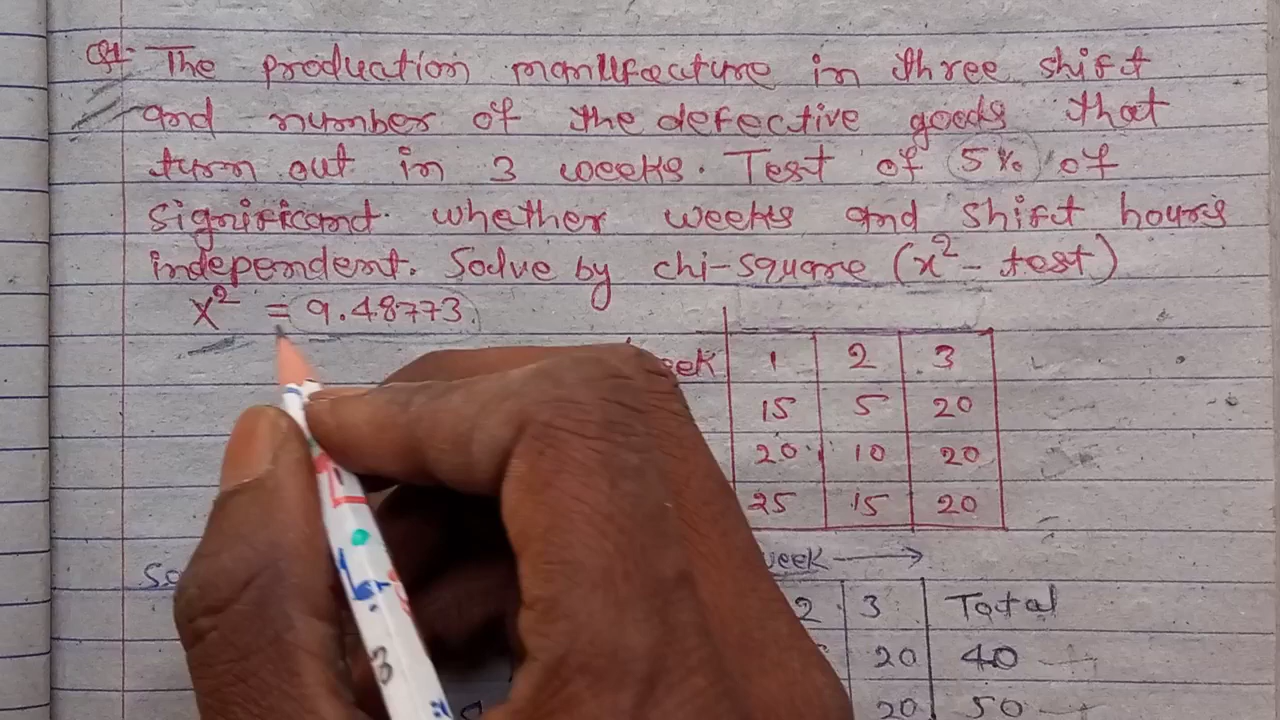 Q1- The production manufacture in three shift
and number of the defective goods that
turn out in 3 weeks. Test of 5% of
significant. whether weeks and shift hours
independent. Solve by chi-square (x²- test)
x² = 9.48773.
1 2 3
15 5 20
20 10 20
25 15 20
week →
2 3 Total
20 40
20 50